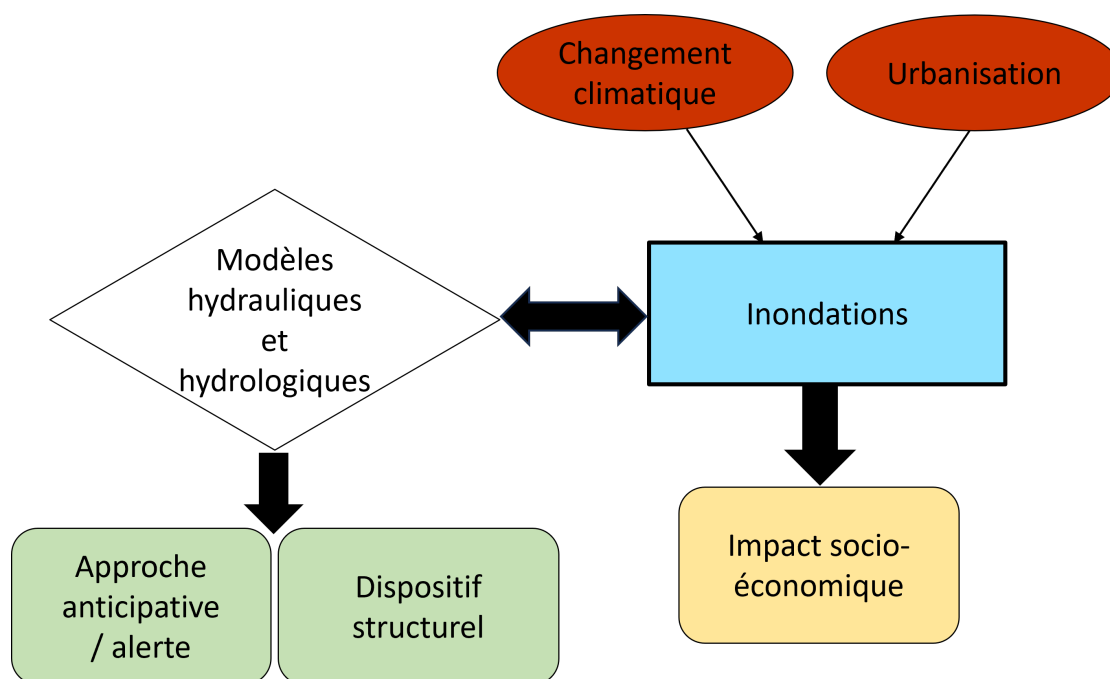 Changement
climatique
Urbanisation
Modèles
hydrauliques
et
hydrologiques
Inondations
Approche
anticipative
/ alerte
Dispositif
structurel
Impact socio-
économique